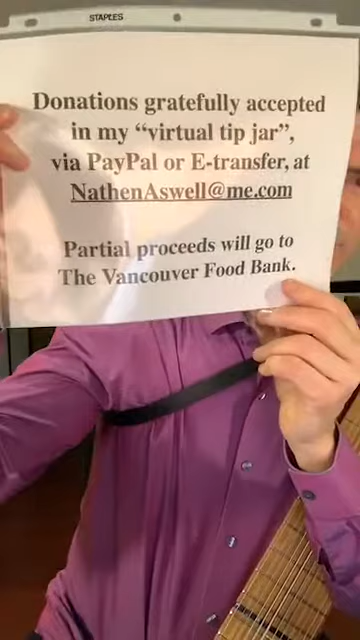 STAPLES
Donations gratefully accepted
in my “virtual tip jar”,
via PayPal or E-transfer, at
NathenAswell@me.com
Partial proceeds will go to
The Vancouver Food Bank.